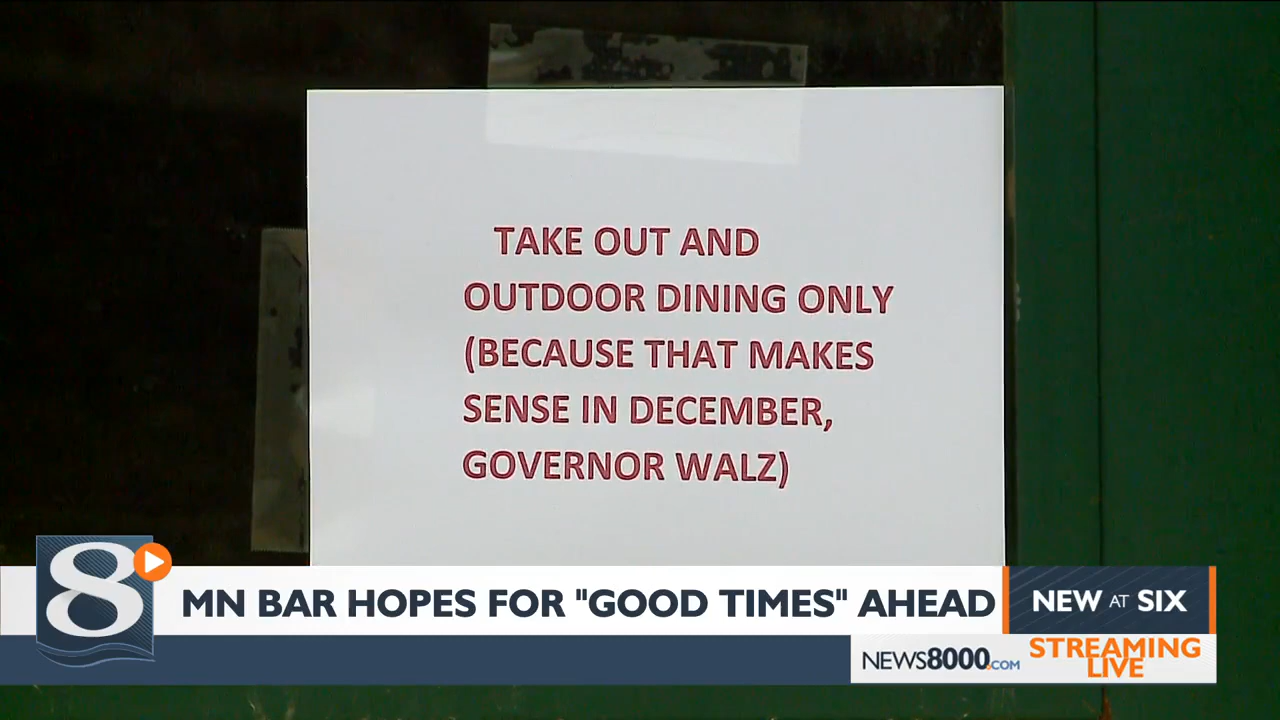 TAKE OUT AND
OUTDOOR DINING ONLY
(BECAUSE THAT MAKES
SENSE IN DECEMBER,
GOVERNOR WALZ)
8
MN BAR HOPES FOR "GOOD TIMES" AHEAD
NEW AT SIX
NEWS8000.COM
STREAMING
LIVE